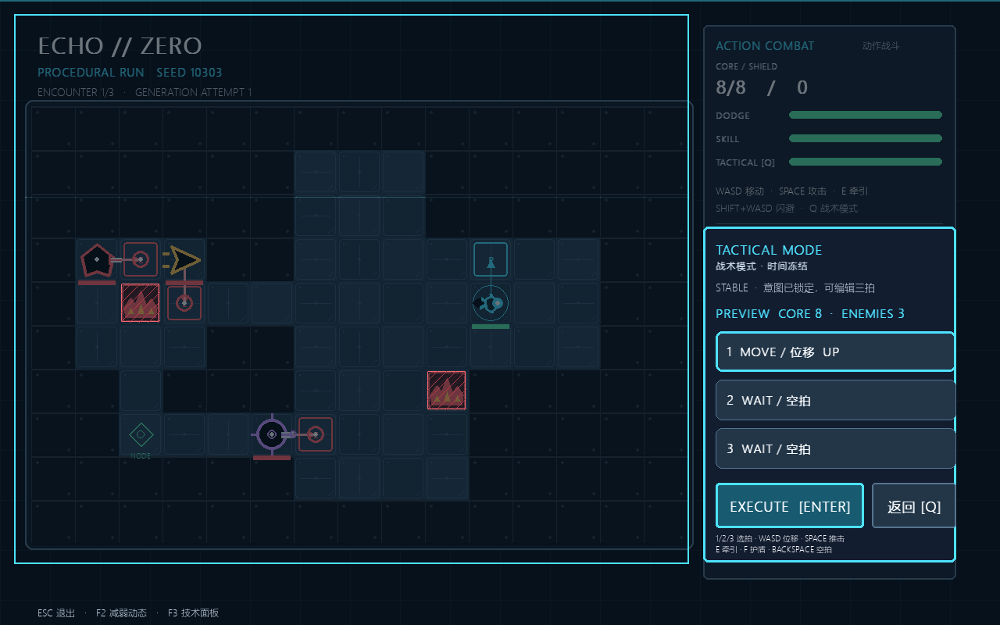 ECHO // ZERO
PROCEDURAL RUN SEED 10303
ENCOUNTER 1/3 · GENERATION ATTEMPT 1
NODE
ACTION COMBAT 动作战斗
CORE / SHIELD
8/8 / 0
DODGE
SKILL
TACTICAL [Q]
WASD 移动 · SPACE 攻击 · E 牵引
SHIFT+WASD 闪避 · Q 战术模式
TACTICAL MODE
战术模式 · 时间冻结
STABLE · 意图已锁定，可编辑三拍
PREVIEW CORE 8 · ENEMIES 3
1 MOVE / 位移 UP
2 WAIT / 空拍
3 WAIT / 空拍
EXECUTE [ENTER] 返回 [Q]
1/2/3 选拍 · WASD 位移 · SPACE 推击
E 牵引 · F 护盾 · BACKSPACE 空拍
ESC 退出 · F2 减弱动态 · F3 技术面板